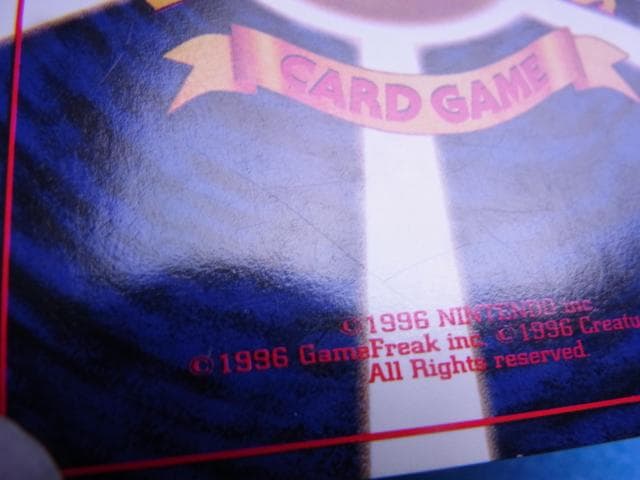 CARD GAME
©1996 NINTENDO inc
©1996 GameFreak inc. ©1996 Creatu
All Rights reserved.